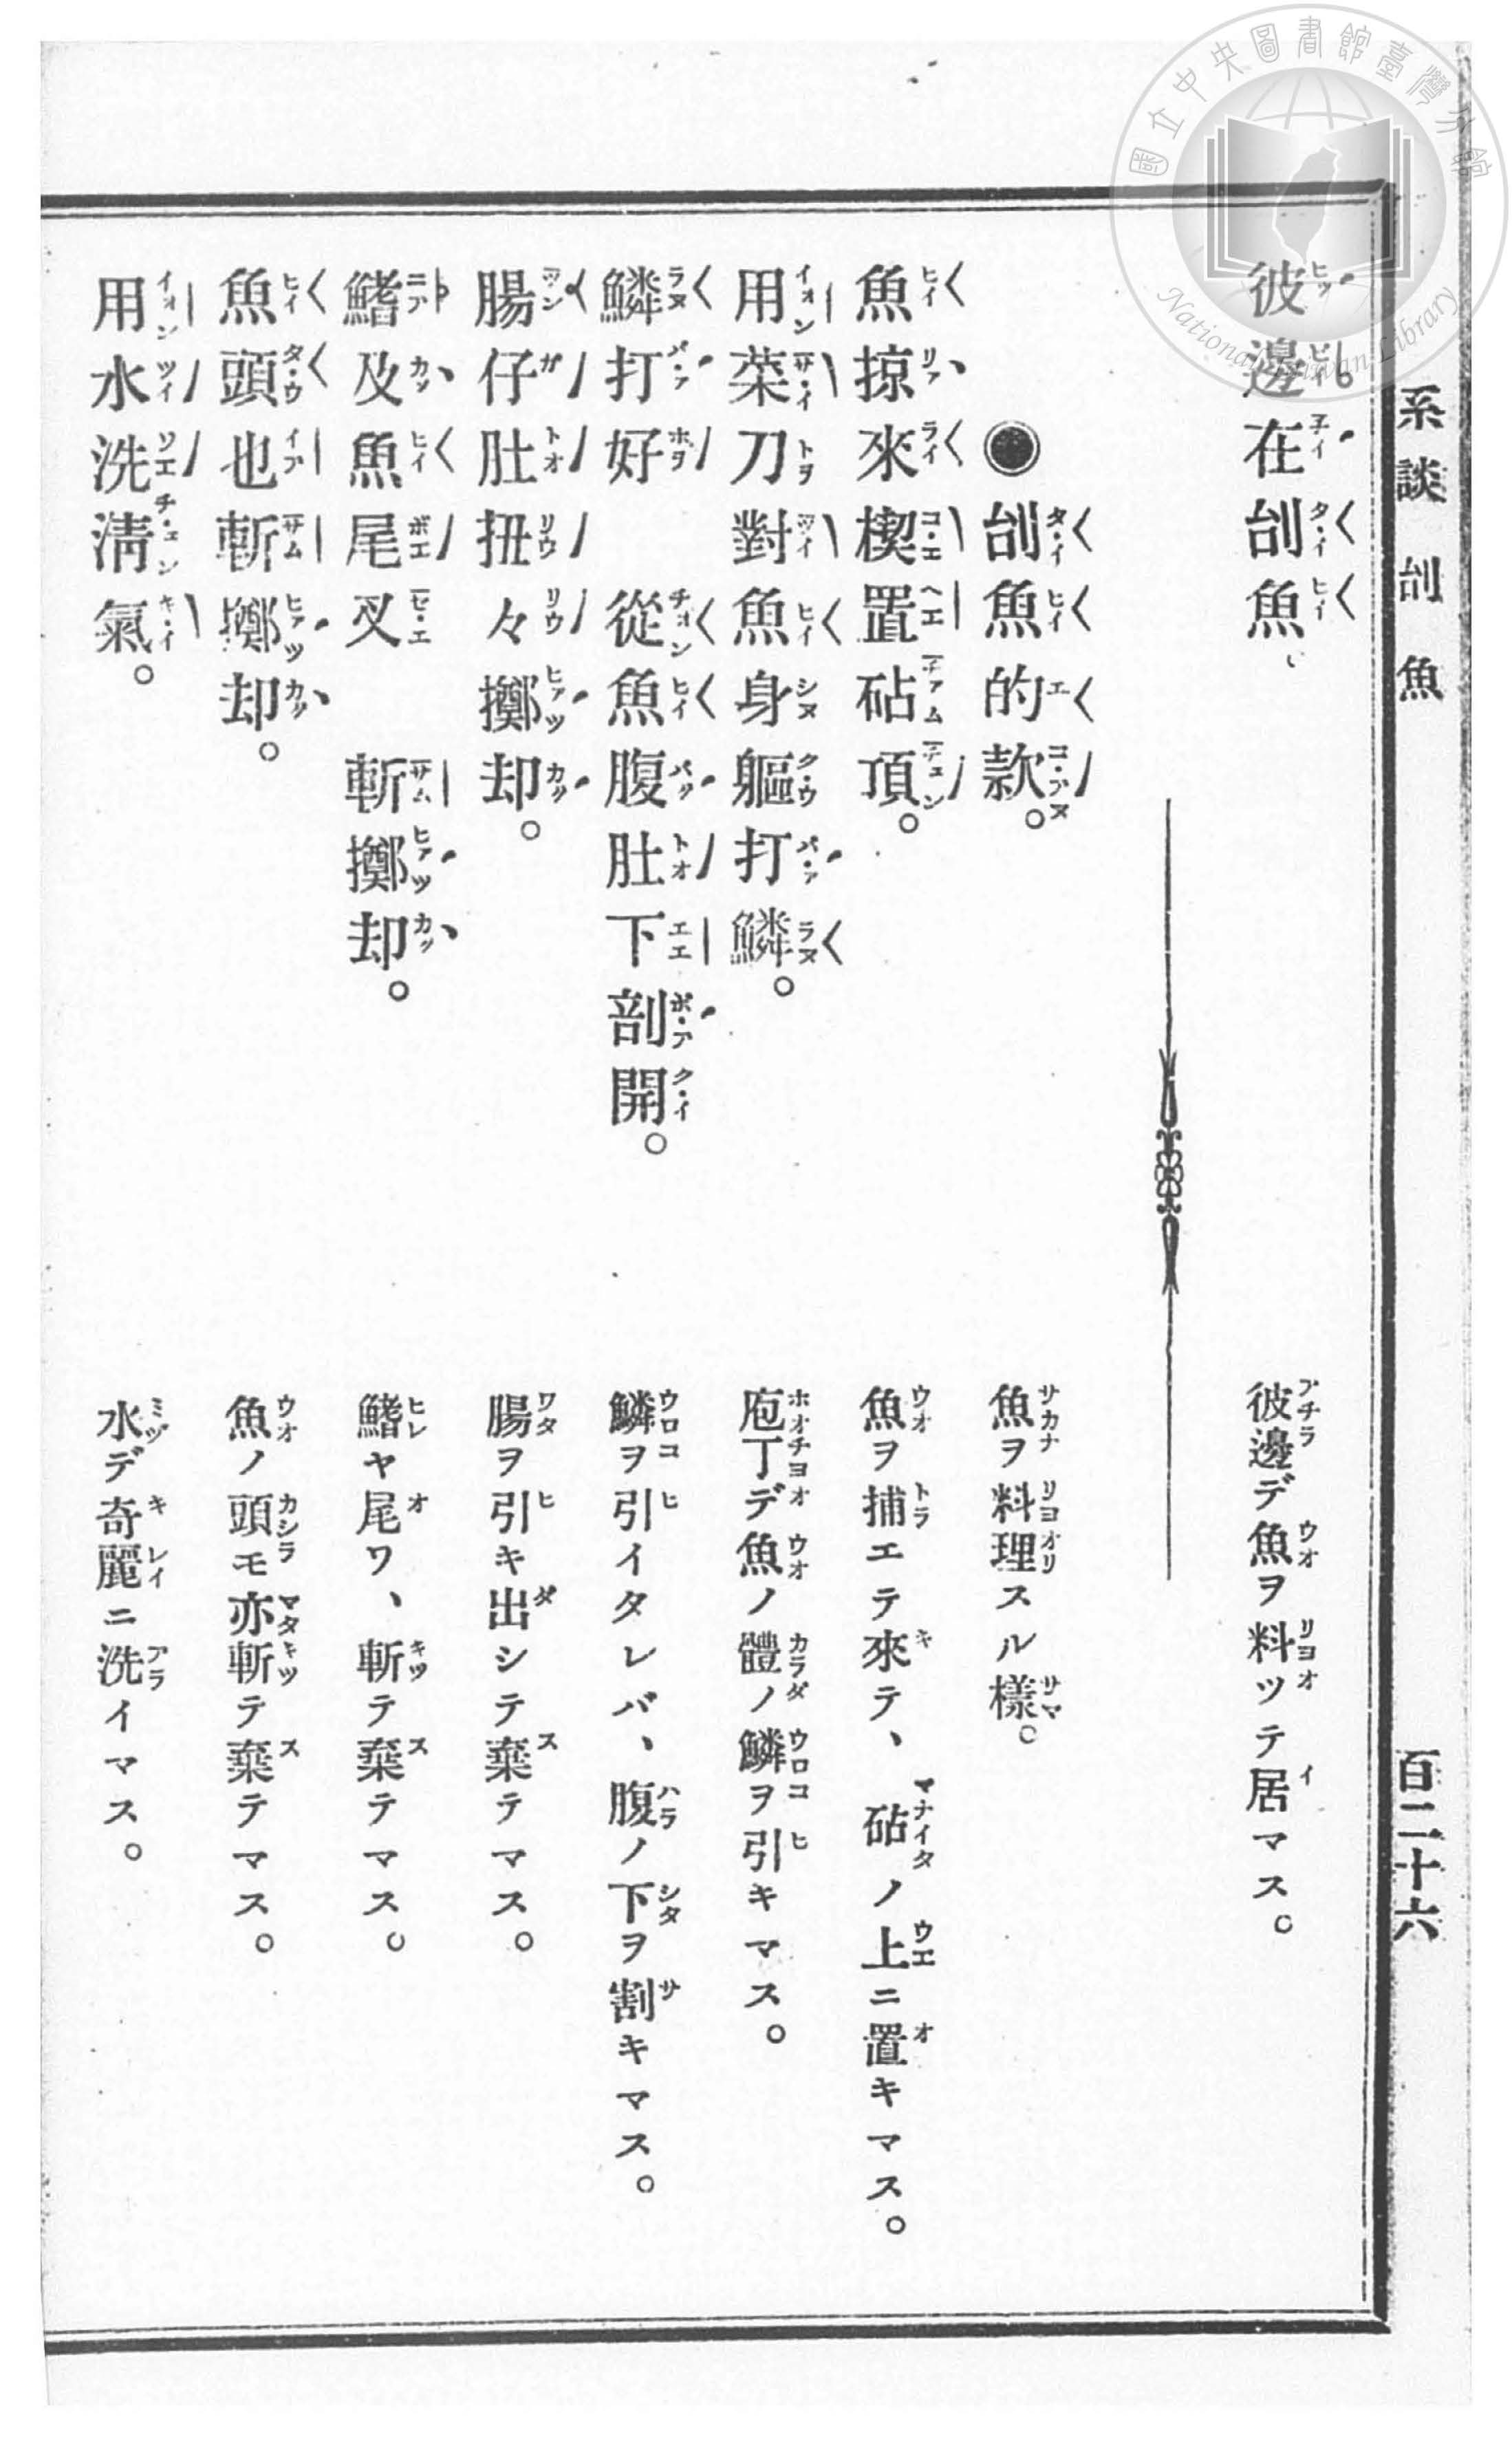 系談 刣魚 百二十六
彼邊在刣魚。
彼邊デ魚ヲ料ツテ居マス。
●刣魚的款。
魚ヲ料理スル樣。
魚掠來楔置砧頂。
魚ヲ捕エテ來テ、砧ノ上ニ置キマス。
用菜刀對魚身軀打鱗。
庖丁デ魚ノ體ノ鱗ヲ引キマス。
鱗打好 從魚腹肚下剖開。
鱗ヲ引イタレバ、腹ノ下ヲ割キマス。
腸仔肚扭々擲却。
腸ヲ引キ出シテ棄テマス。
鰭及魚尾叉 斬擲却。
鰭ヤ尾ワ、斬テ棄テマス。
魚頭也斬擲却。
魚ノ頭モ亦斬テ棄テマス。
用水洗淸氣。
水デ奇麗ニ洗イマス。
國立中央圖書館臺灣分館
National Taiwan Library